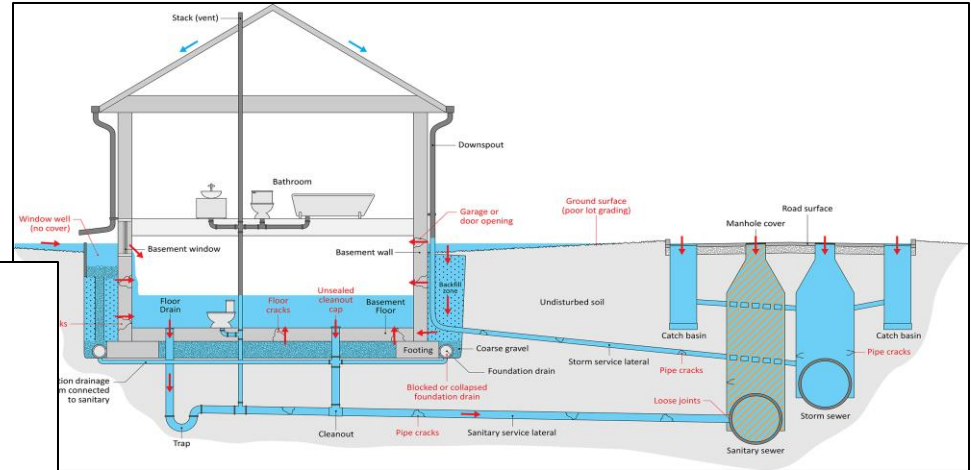 Stack (vent)
Downspout
Bathroom
Window well
(no cover)
Garage or
door opening
Ground surface
(poor lot grading)
Road surface
Manhole cover
Basement window
Basement wall
Backfill
zone
Undisturbed soil
Floor
Drain
Floor
cracks
Unsealed
cleanout
cap
Basement
Floor
Catch basin
Catch basin
Footing
Coarse gravel
Storm service lateral
Pipe cracks
Pipe cracks
Foundation drain
drainage
connected
to sanitary
Blocked or collapsed
foundation drain
Loose joints
Storm sewer
Trap
Cleanout
Pipe cracks
Sanitary service lateral
Sanitary sewer